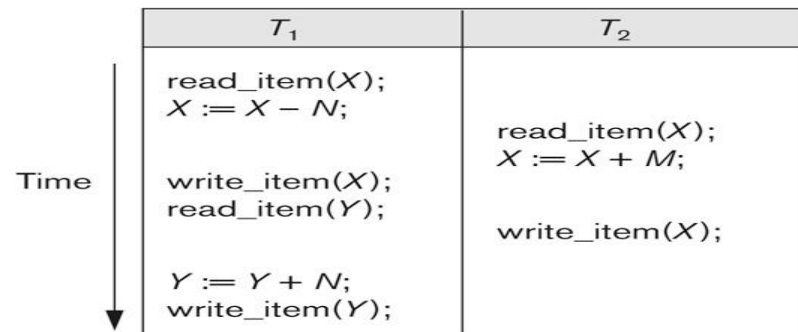 T₁ T₂
read_item(X);
X := X − N;
read_item(X);
X := X + M;
Time
write_item(X);
read_item(Y);
write_item(X);
Y := Y + N;
write_item(Y);